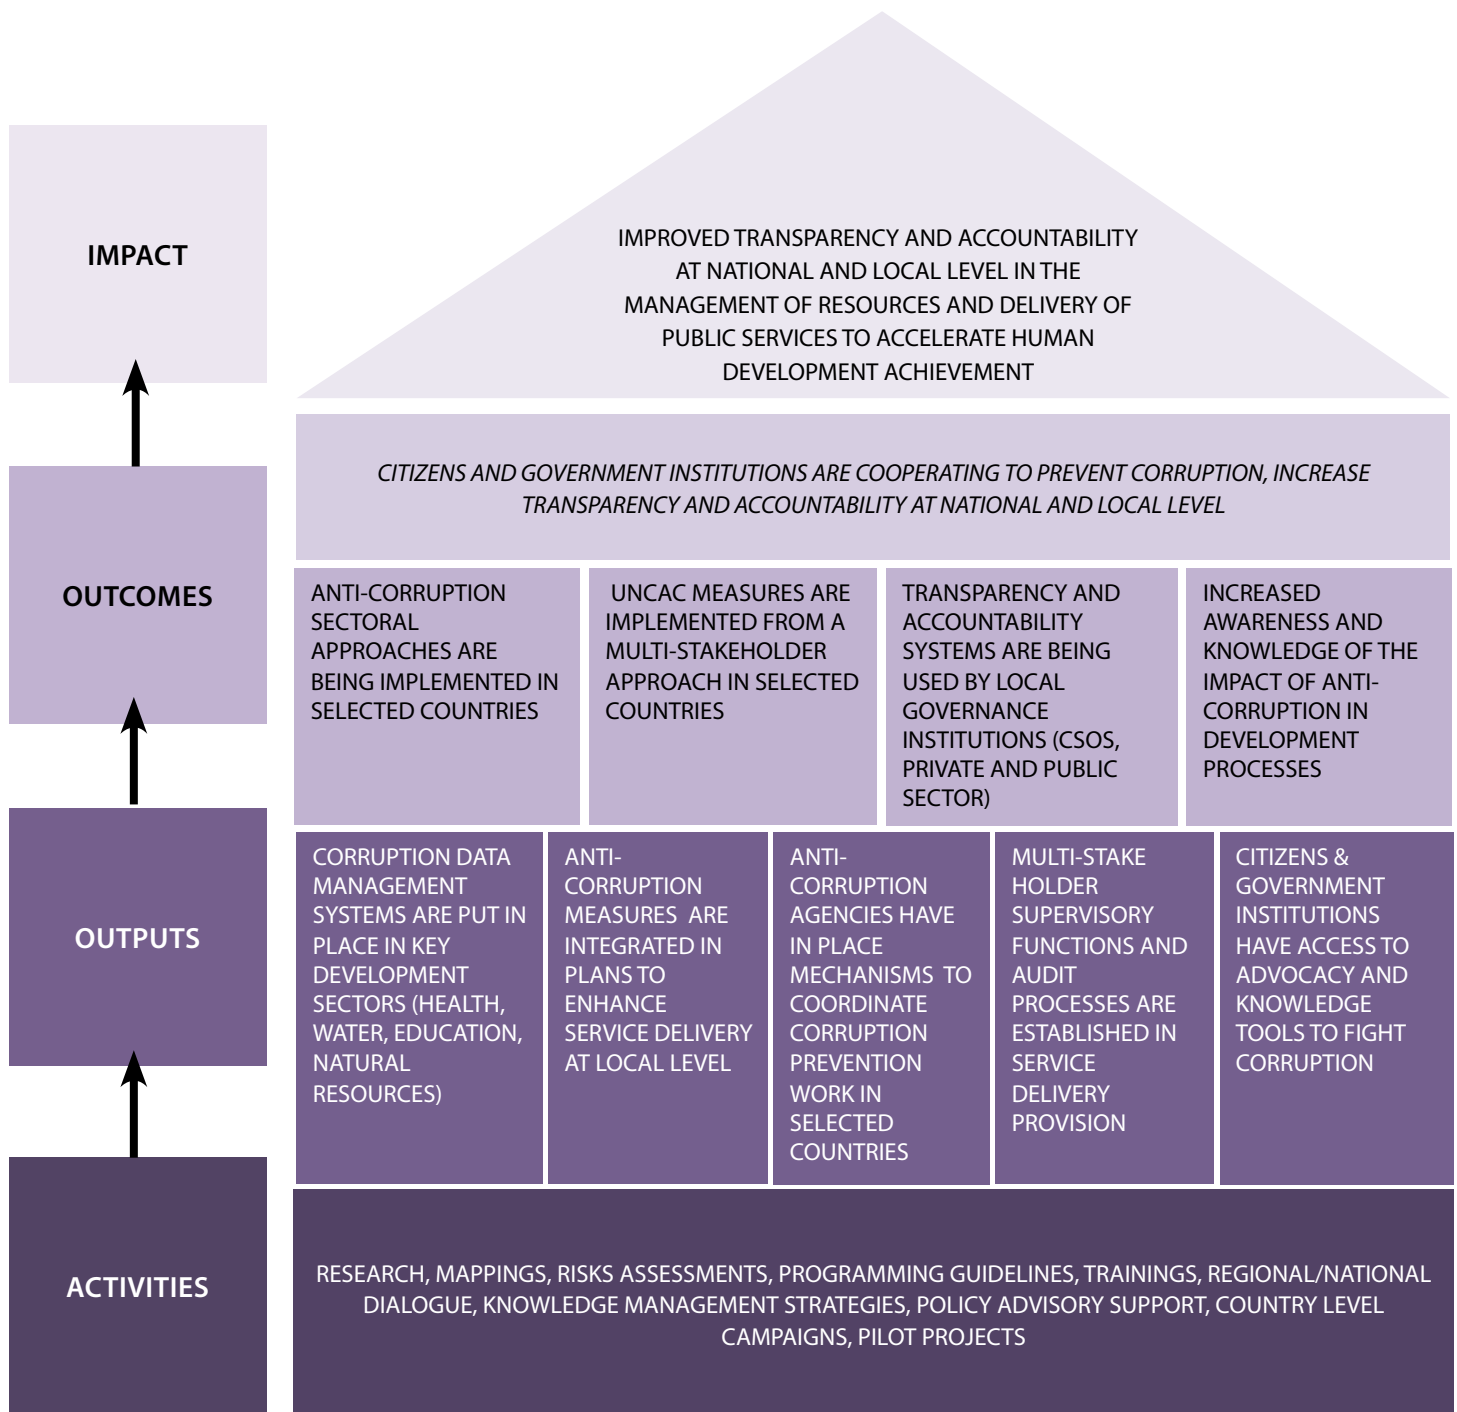 IMPACT
IMPROVED TRANSPARENCY AND ACCOUNTABILITY
AT NATIONAL AND LOCAL LEVEL IN THE
MANAGEMENT OF RESOURCES AND DELIVERY OF
PUBLIC SERVICES TO ACCELERATE HUMAN
DEVELOPMENT ACHIEVEMENT
CITIZENS AND GOVERNMENT INSTITUTIONS ARE COOPERATING TO PREVENT CORRUPTION, INCREASE
TRANSPARENCY AND ACCOUNTABILITY AT NATIONAL AND LOCAL LEVEL
OUTCOMES
ANTI-CORRUPTION
SECTORAL
APPROACHES ARE
BEING IMPLEMENTED IN
SELECTED COUNTRIES
UNCAC MEASURES ARE
IMPLEMENTED FROM A
MULTI-STAKEHOLDER
APPROACH IN SELECTED
COUNTRIES
TRANSPARENCY AND
ACCOUNTABILITY
SYSTEMS ARE BEING
USED BY LOCAL
GOVERNANCE
INSTITUTIONS (CSOS,
PRIVATE AND PUBLIC
SECTOR)
INCREASED
AWARENESS AND
KNOWLEDGE OF THE
IMPACT OF ANTI-
CORRUPTION IN
DEVELOPMENT
PROCESSES
OUTPUTS
CORRUPTION DATA
MANAGEMENT
SYSTEMS ARE PUT IN
PLACE IN KEY
DEVELOPMENT
SECTORS (HEALTH,
WATER, EDUCATION,
NATURAL
RESOURCES)
ANTI-
CORRUPTION
MEASURES ARE
INTEGRATED IN
PLANS TO
ENHANCE
SERVICE DELIVERY
AT LOCAL LEVEL
ANTI-
CORRUPTION
AGENCIES HAVE
IN PLACE
MECHANISMS TO
COORDINATE
CORRUPTION
PREVENTION
WORK IN
SELECTED
COUNTRIES
MULTI-STAKE
HOLDER
SUPERVISORY
FUNCTIONS AND
AUDIT
PROCESSES ARE
ESTABLISHED IN
SERVICE
DELIVERY
PROVISION
CITIZENS &
GOVERNMENT
INSTITUTIONS
HAVE ACCESS TO
ADVOCACY AND
KNOWLEDGE
TOOLS TO FIGHT
CORRUPTION
ACTIVITIES
RESEARCH, MAPPINGS, RISKS ASSESSMENTS, PROGRAMMING GUIDELINES, TRAININGS, REGIONAL/NATIONAL
DIALOGUE, KNOWLEDGE MANAGEMENT STRATEGIES, POLICY ADVISORY SUPPORT, COUNTRY LEVEL
CAMPAIGNS, PILOT PROJECTS